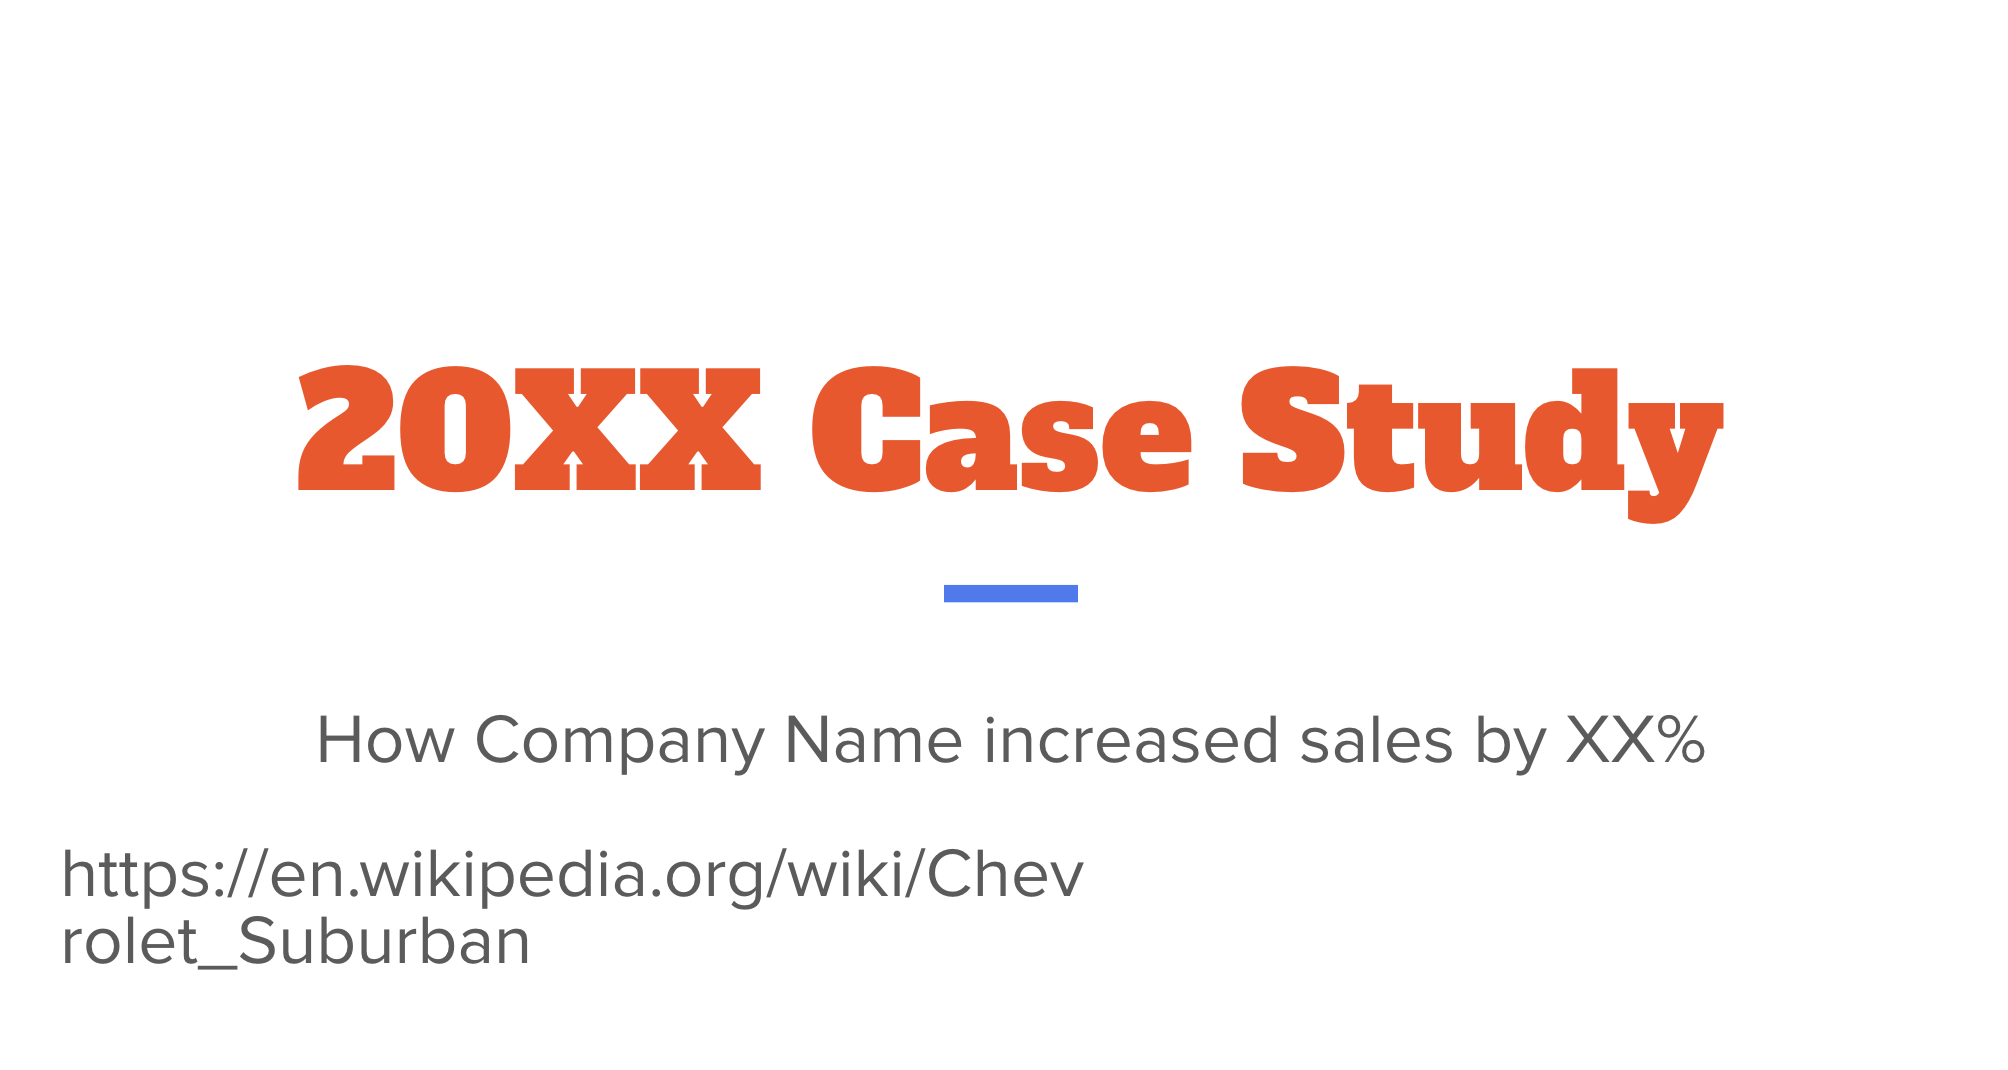 20XX Case Study
How Company Name increased sales by XX%
https://en.wikipedia.org/wiki/Chev
rolet_Suburban